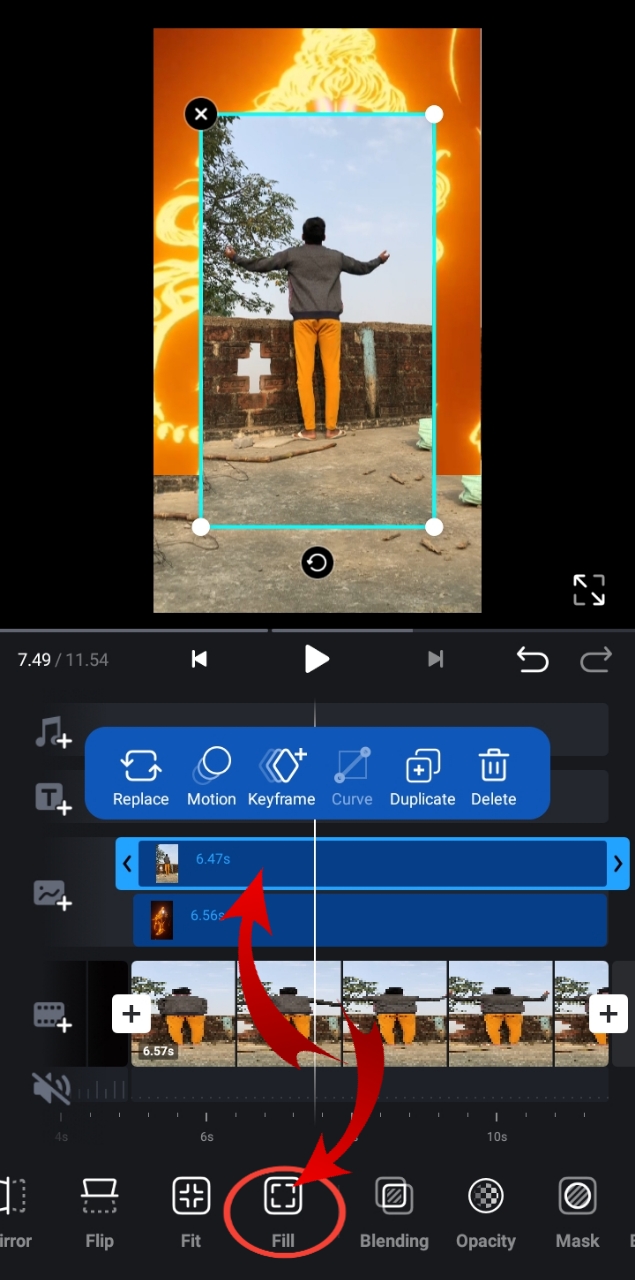 7.49 / 11.54
Replace Motion Keyframe Curve Duplicate Delete
T
6.47s
6.56s
6.57s
4s 6s 10s
Flip Fit Fill Blending Opacity Mask